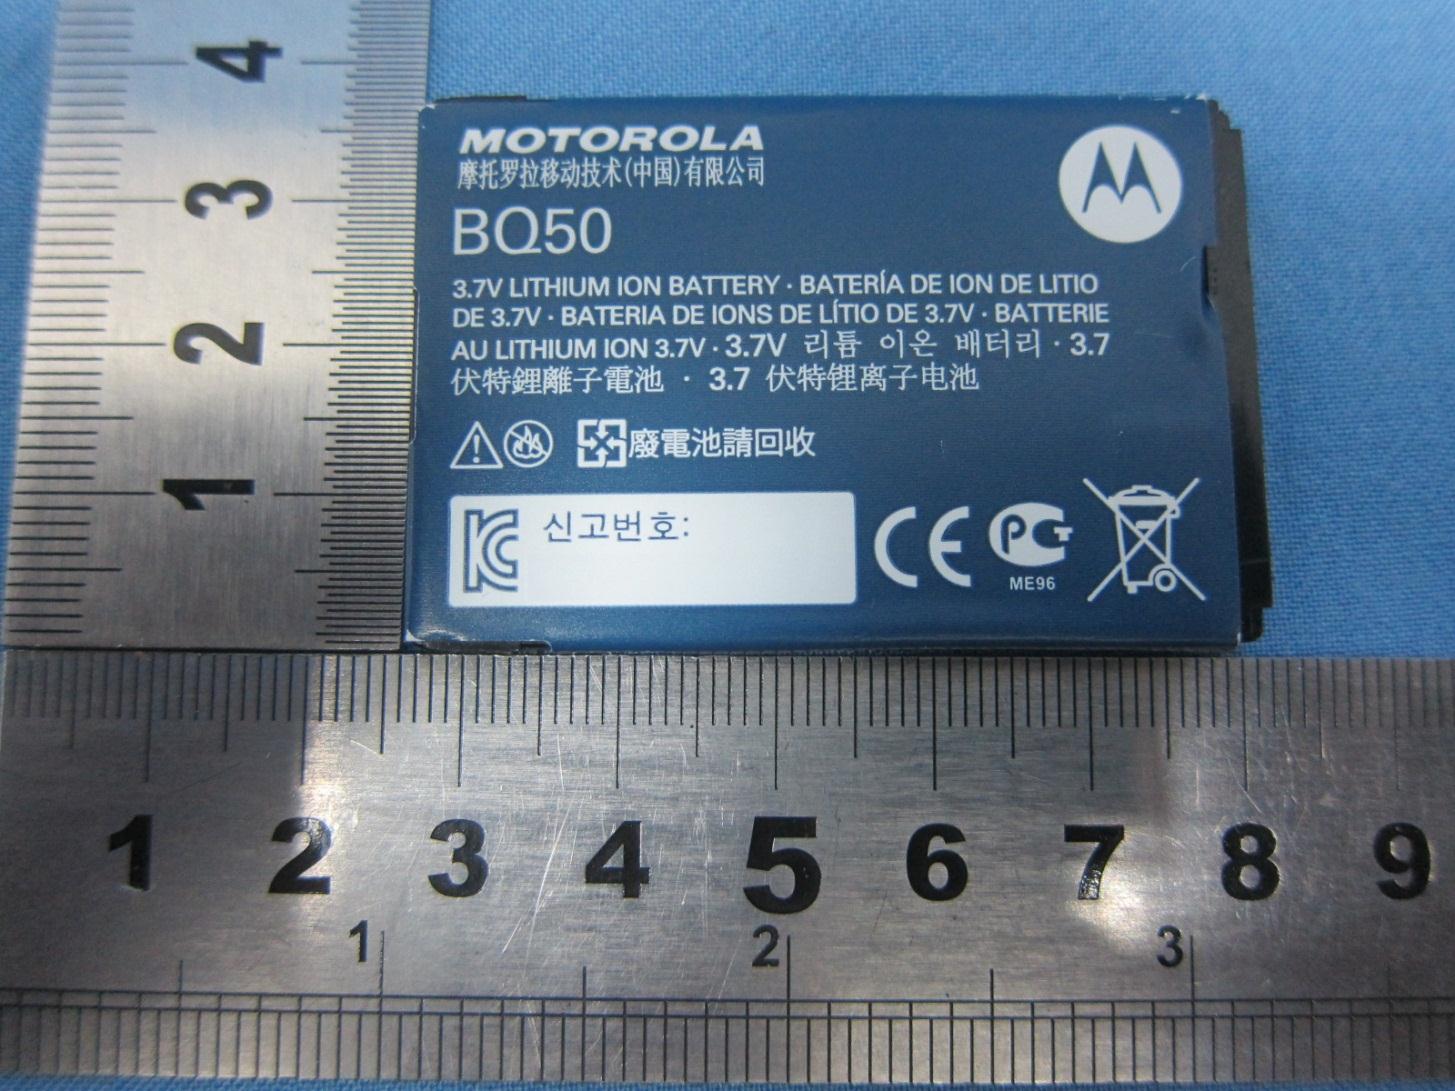 4
3
2
1
MOTOROLA
摩托罗拉移动技术(中国)有限公司
BQ50
3.7V LITHIUM ION BATTERY · BATERÍA DE ION DE LITIO
DE 3.7V · BATERIA DE IONS DE LÍTIO DE 3.7V · BATTERIE
AU LITHIUM ION 3.7V · 3.7V 리튬 이온 배터리 · 3.7
伏特鋰離子電池 · 3.7 伏特锂离子电池
廢電池請回收
신고번호:
CE PCT
ME96
1 2 3 4 5 6 7 8 9
1 2 3